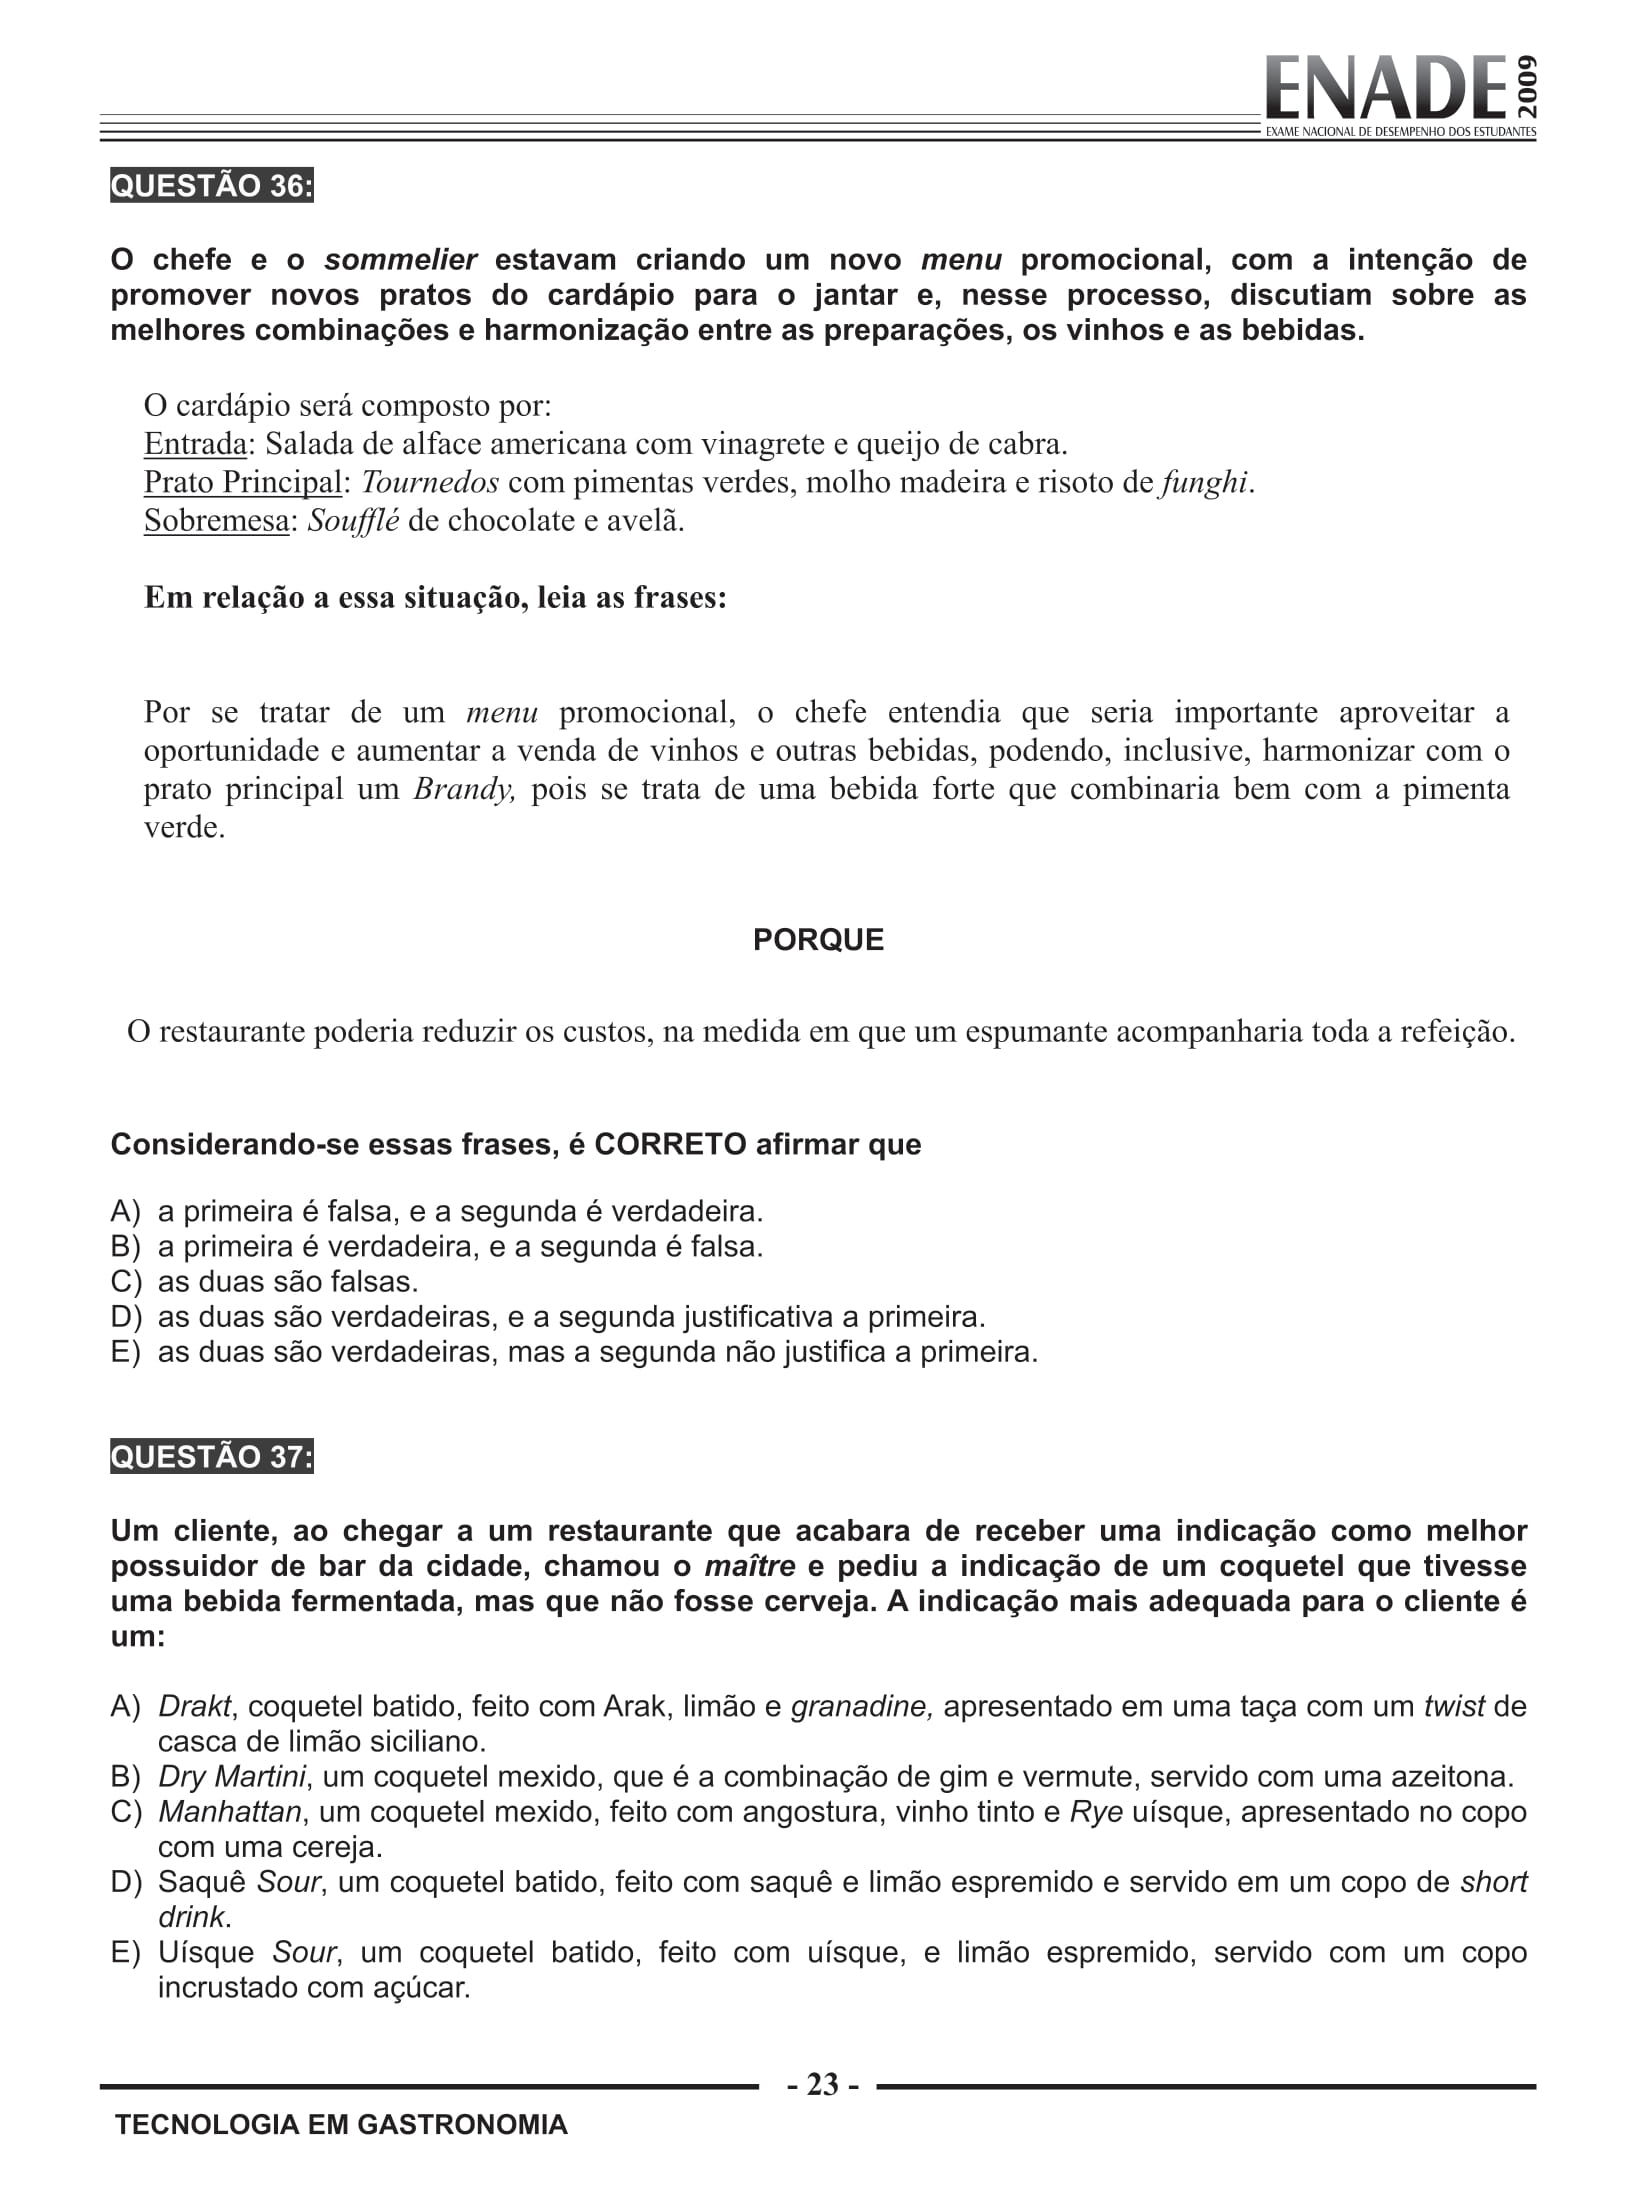 ENADE 2009
EXAME NACIONAL DE DESEMPENHO DOS ESTUDANTES
QUESTÃO 36:
O chefe e o sommelier estavam criando um novo menu promocional, com a intenção de
promover novos pratos do cardápio para o jantar e, nesse processo, discutiam sobre as
melhores combinações e harmonização entre as preparações, os vinhos e as bebidas.
O cardápio será composto por:
Entrada: Salada de alface americana com vinagrete e queijo de cabra.
Prato Principal: Tournedos com pimentas verdes, molho madeira e risoto de funghi.
Sobremesa: Soufflé de chocolate e avelã.
Em relação a essa situação, leia as frases:
Por se tratar de um menu promocional, o chefe entendia que seria importante aproveitar a
oportunidade e aumentar a venda de vinhos e outras bebidas, podendo, inclusive, harmonizar com o
prato principal um Brandy, pois se trata de uma bebida forte que combinaria bem com a pimenta
verde.
PORQUE
O restaurante poderia reduzir os custos, na medida em que um espumante acompanharia toda a refeição.
Considerando-se essas frases, é CORRETO afirmar que
A) a primeira é falsa, e a segunda é verdadeira.
B) a primeira é verdadeira, e a segunda é falsa.
C) as duas são falsas.
D) as duas são verdadeiras, e a segunda justificativa a primeira.
E) as duas são verdadeiras, mas a segunda não justifica a primeira.
QUESTÃO 37:
Um cliente, ao chegar a um restaurante que acabara de receber uma indicação como melhor
possuidor de bar da cidade, chamou o maître e pediu a indicação de um coquetel que tivesse
uma bebida fermentada, mas que não fosse cerveja. A indicação mais adequada para o cliente é
um:
A) Drakt, coquetel batido, feito com Arak, limão e granadine, apresentado em uma taça com um twist de
casca de limão siciliano.
B) Dry Martini, um coquetel mexido, que é a combinação de gim e vermute, servido com uma azeitona.
C) Manhattan, um coquetel mexido, feito com angostura, vinho tinto e Rye uísque, apresentado no copo
com uma cereja.
D) Saquê Sour, um coquetel batido, feito com saquê e limão espremido e servido em um copo de short
drink.
E) Uísque Sour, um coquetel batido, feito com uísque, e limão espremido, servido com um copo
incrustado com açúcar.
- 23 -
TECNOLOGIA EM GASTRONOMIA